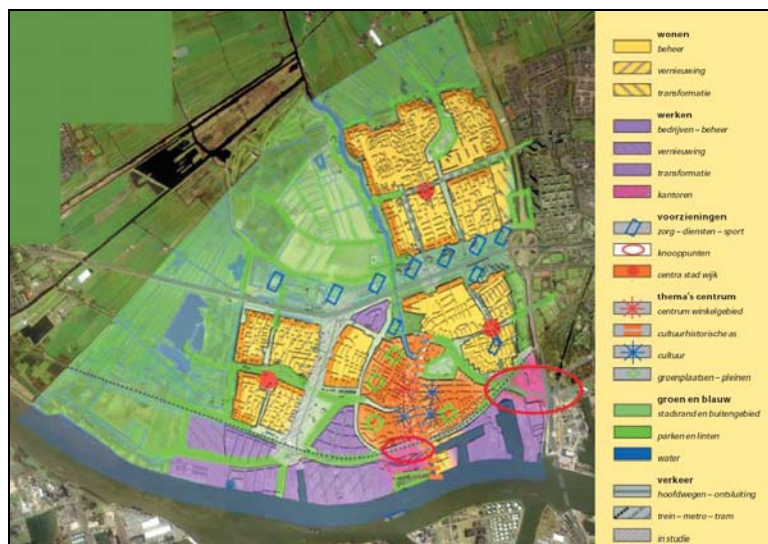 wonen
beheer
vernieuwing
transformatie
werken
bedrijven – beheer
vernieuwing
transformatie
kantoren
voorzieningen
zorg – diensten – sport
knooppunten
centra stad wijk
thema's centrum
centrum winkelgebied
cultuurhistorische as
cultuur
groenplaatsen – pleinen
groen en blauw
stadsrand en buitengebied
parken en linten
water
verkeer
hoofdwegen – ontsluiting
trein – metro – tram
in studie